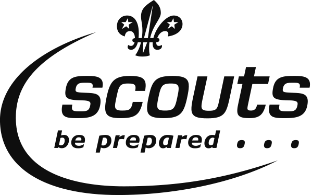 scouts
be prepared . . .